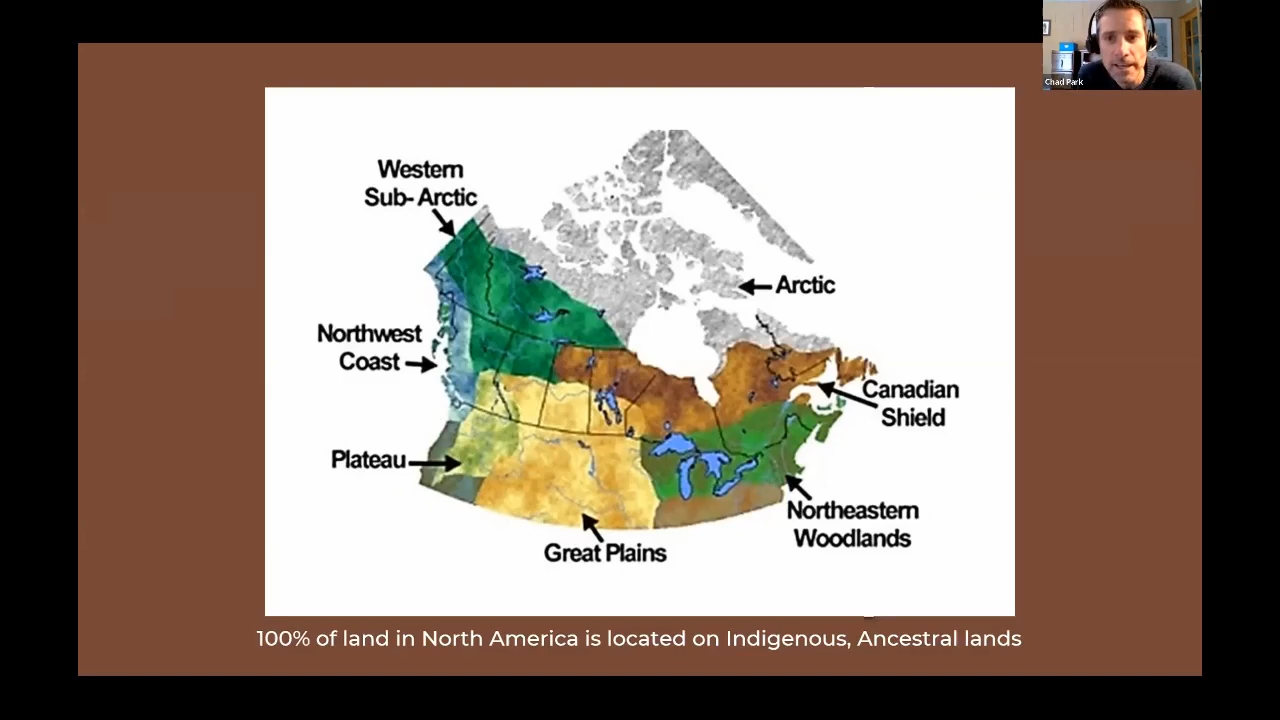 Chad Park
Western
Sub- Arctic
Arctic
Northwest
Coast
Canadian
Shield
Plateau
Northeastern
Woodlands
Great Plains
100% of land in North America is located on Indigenous, Ancestral lands